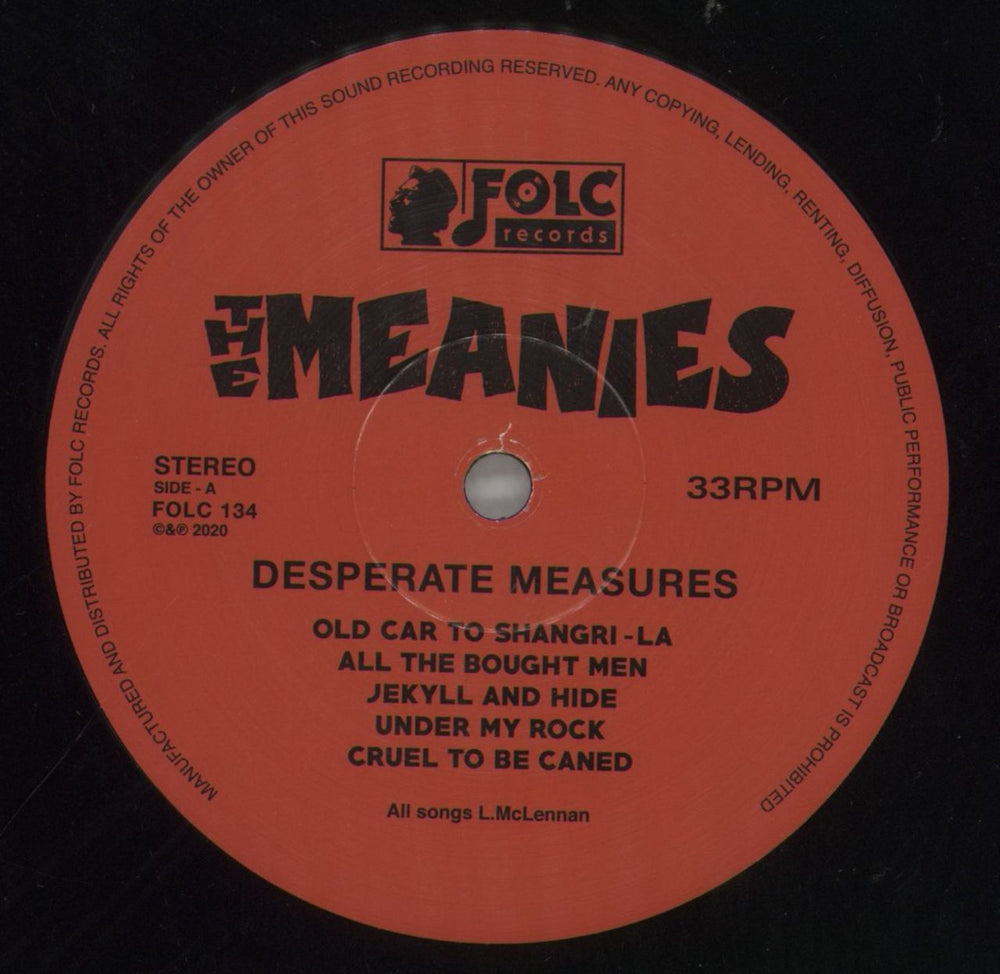 MANUFACTURED AND DISTRIBUTED BY FOLC RECORDS. ALL RIGHTS OF THE OWNER OF THIS SOUND RECORDING RESERVED. ANY COPYING, LENDING, RENTING, DIFFUSION, PUBLIC PERFORMANCE OR BROADCAST IS PROHIBITED
FOLC
records
THE MEANIES
STEREO
SIDE - A
FOLC 134
©&℗ 2020
33RPM
DESPERATE MEASURES
OLD CAR TO SHANGRI-LA
ALL THE BOUGHT MEN
JEKYLL AND HIDE
UNDER MY ROCK
CRUEL TO BE CANED
All songs L.McLennan